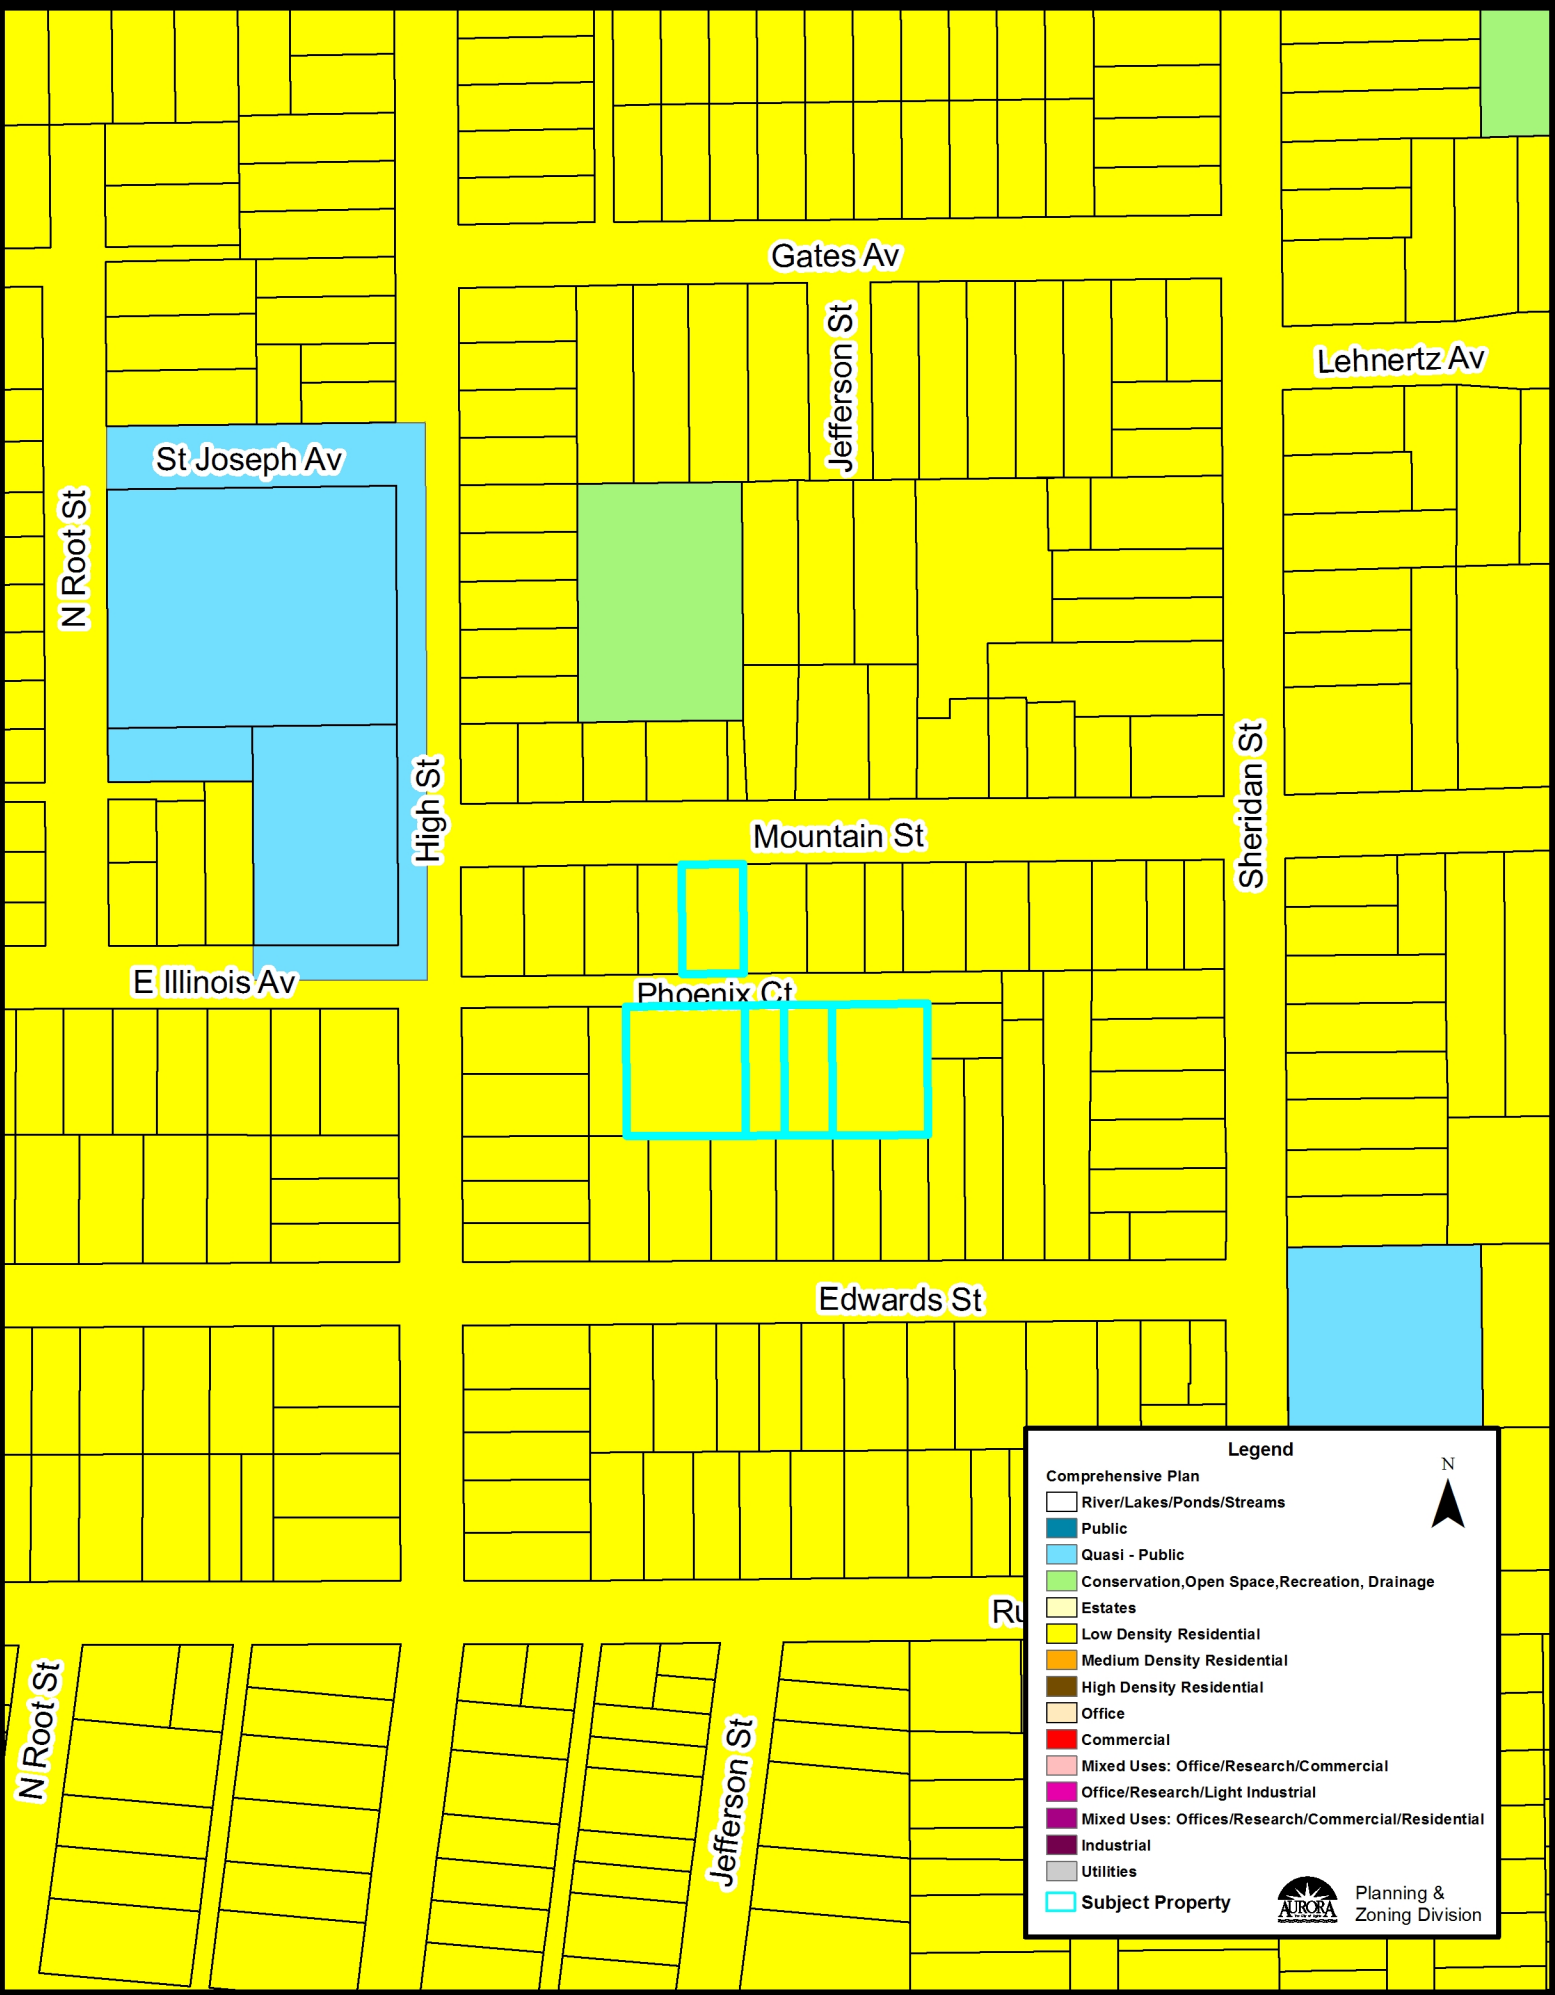 Gates Av
Jefferson St
Lehnertz Av
St Joseph Av
N Root St
High St
Sheridan St
Mountain St
E Illinois Av
Phoenix Ct
Edwards St
Ru
N Root St
Jefferson St
Legend
N
Comprehensive Plan
River/Lakes/Ponds/Streams
Public
Quasi - Public
Conservation,Open Space,Recreation, Drainage
Estates
Low Density Residential
Medium Density Residential
High Density Residential
Office
Commercial
Mixed Uses: Office/Research/Commercial
Office/Research/Light Industrial
Mixed Uses: Offices/Research/Commercial/Residential
Industrial
Utilities
Subject Property
AURORA
Planning &
Zoning Division